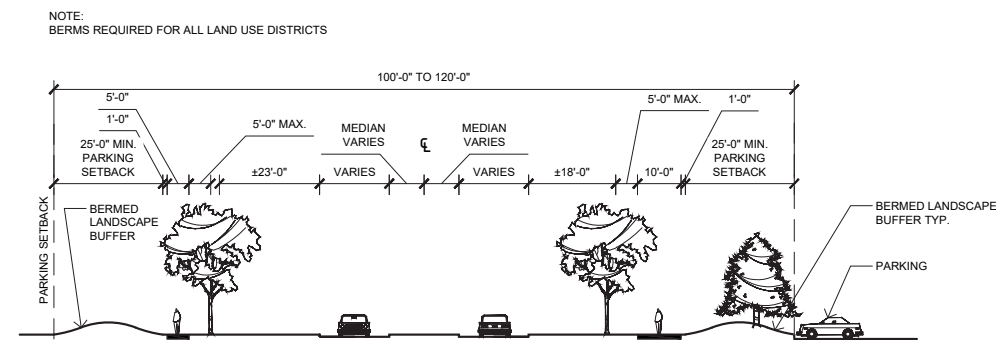 NOTE:
BERMS REQUIRED FOR ALL LAND USE DISTRICTS
100'-0" TO 120'-0"
5'-0"
1'-0"
25'-0" MIN.
PARKING
SETBACK
5'-0" MAX.
±23'-0"
MEDIAN
VARIES
VARIES
℄
MEDIAN
VARIES
VARIES
±18'-0"
5'-0" MAX.
10'-0"
1'-0"
25'-0" MIN.
PARKING
SETBACK
PARKING SETBACK
BERMED
LANDSCAPE
BUFFER
BERMED LANDSCAPE
BUFFER TYP.
PARKING